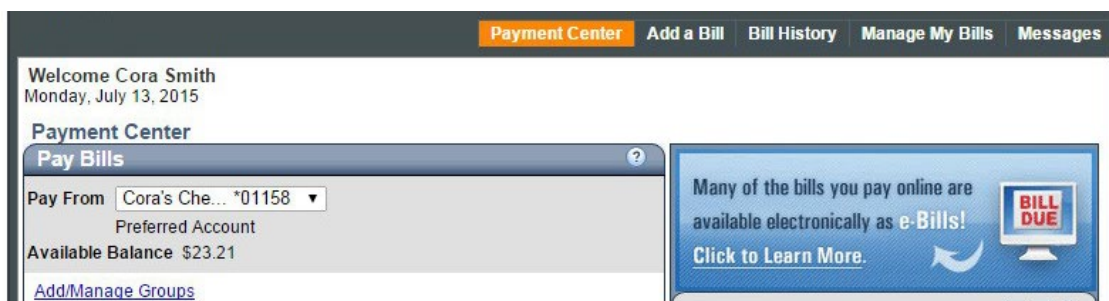 Payment Center Add a Bill Bill History Manage My Bills Messages
Welcome Cora Smith
Monday, July 13, 2015
Payment Center
Pay Bills ?
Pay From Cora's Che... *01158 ▼
Preferred Account
Available Balance $23.21
Add/Manage Groups
Many of the bills you pay online are
available electronically as e-Bills!
Click to Learn More.
BILL
DUE